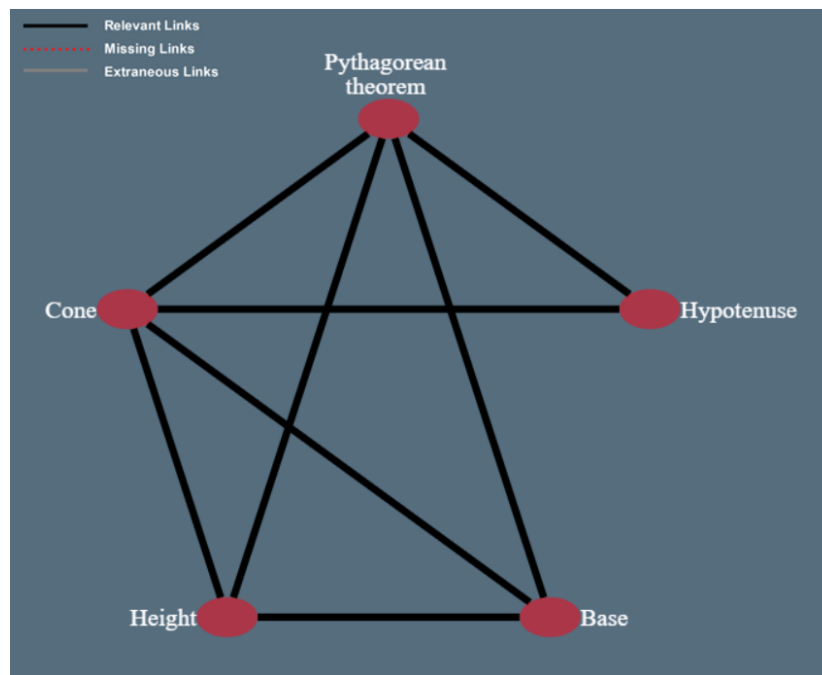 Relevant Links
Missing Links
Extraneous Links
Pythagorean
theorem
Cone
Hypotenuse
Height
Base